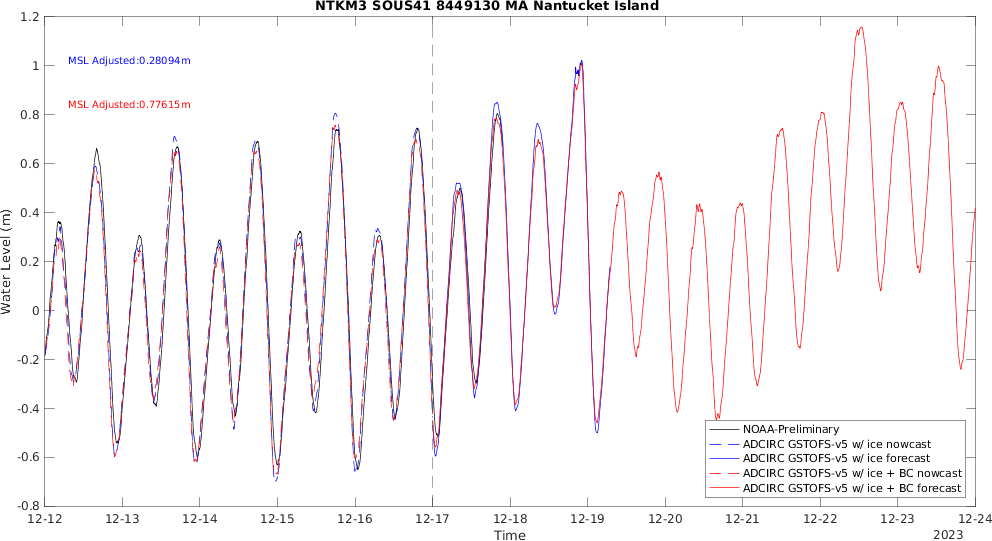 NTKM3 SOUS41 8449130 MA Nantucket Island
1.2
1
0.8
0.6
0.4
0.2
0
-0.2
-0.4
-0.6
-0.8
Water Level (m)
MSL Adjusted:0.28094m
MSL Adjusted:0.77615m
NOAA-Preliminary
ADCIRC GSTOFS-v5 w/ ice nowcast
ADCIRC GSTOFS-v5 w/ ice forecast
ADCIRC GSTOFS-v5 w/ ice + BC nowcast
ADCIRC GSTOFS-v5 w/ ice + BC forecast
12-12 12-13 12-14 12-15 12-16 12-17 12-18 12-19 12-20 12-21 12-22 12-23 12-24
Time
2023